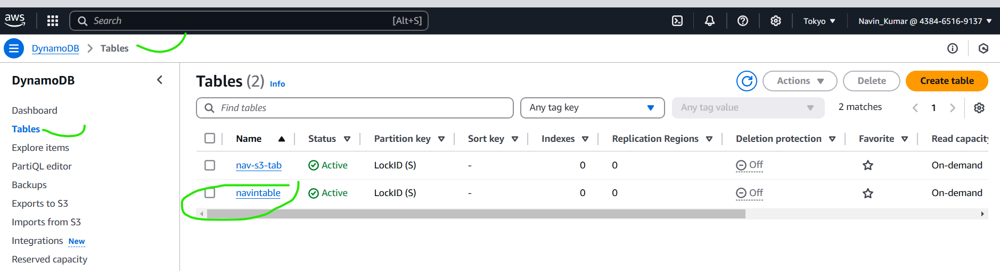 aws Search [Alt+S] Tokyo Navin_Kumar @ 4384-6516-9137
DynamoDB Tables
DynamoDB
Dashboard
Tables
Explore items
PartiQL editor
Backups
Exports to S3
Imports from S3
Integrations New
Reserved capacity
Tables (2) Info Actions Delete Create table
Find tables Any tag key Any tag value 2 matches 1
Name Status Partition key Sort key Indexes Replication Regions Deletion protection Favorite Read capacity
nav-s3-tab Active LockID (S) - 0 0 Off On-demand
navintable Active LockID (S) - 0 0 Off On-demand